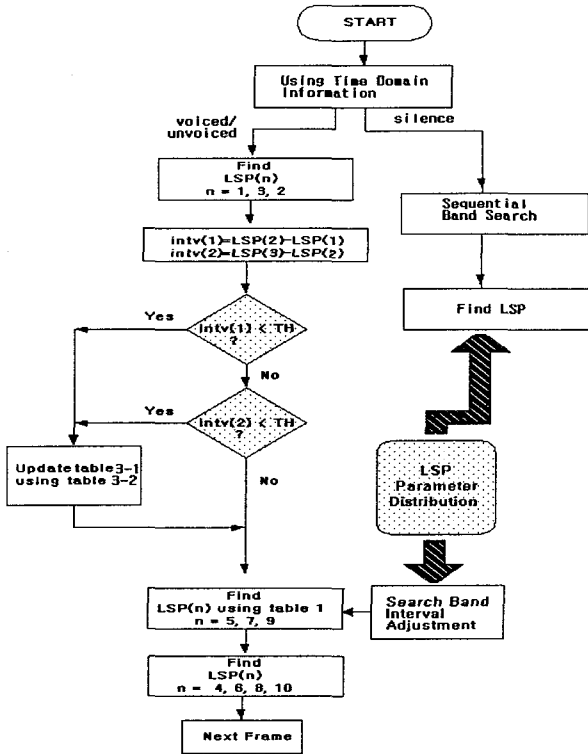 START
Using Time Domain
Information
voiced/
unvoiced
silence
Find
LSP(n)
n = 1, 3, 2
Sequential
Band Search
intv(1)=LSP(2)-LSP(1)
intv(2)=LSP(3)-LSP(2)
Find LSP
Yes
Intv(1) < TH
?
No
Yes
Intv(2) < TH
?
No
Update table 3-1
using table 3-2
LSP
Parameter
Distribution
Find
LSP(n) using table 1
n = 5, 7, 9
Search Band
Interval
Adjustment
Find
LSP(n)
n = 4, 6, 8, 10
Next Frame